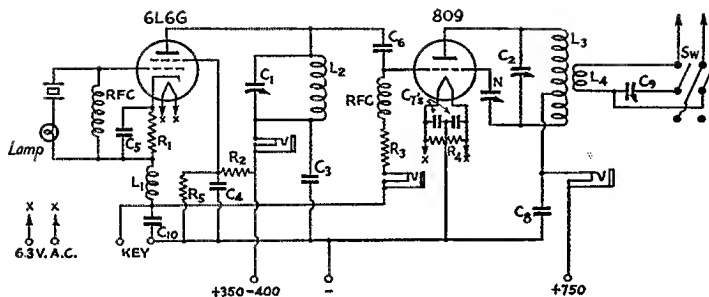 6L6G
809
C6
L3
L2
C1
C2
Sw
L4
C9
N
RFC
RFC
C7's
C5
R1
R3
R4
Lamp
R2
L1
R5
C4
C3
C8
C10
X X
X X
X X
6.3 V. A.C.
KEY
+350-400
-
+750